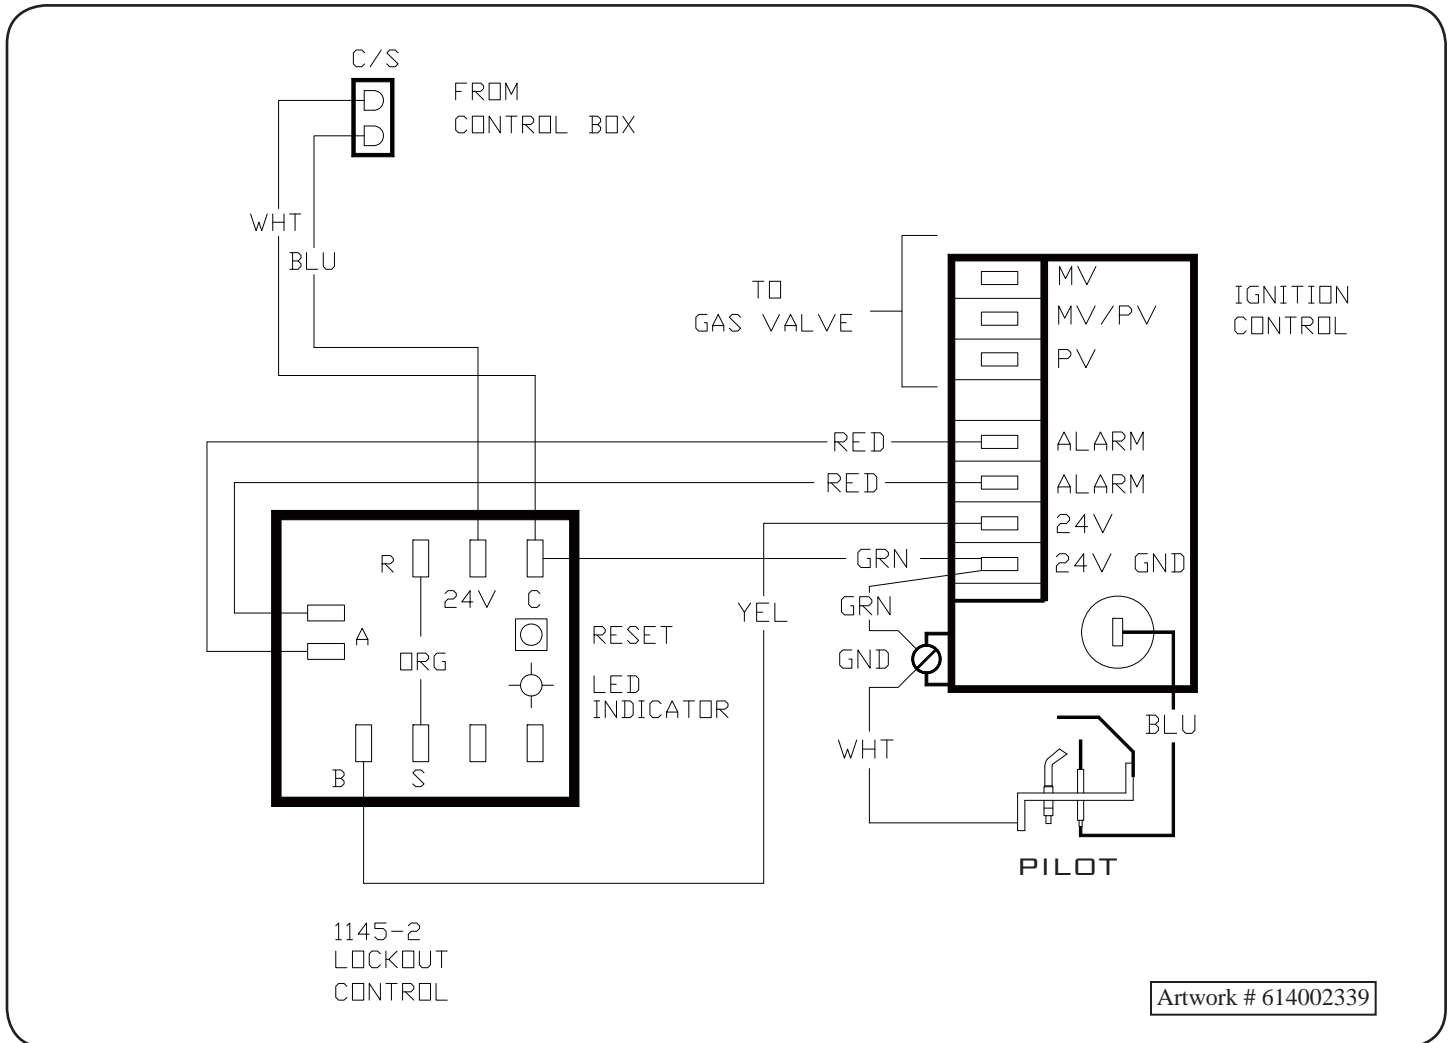 C/S
FROM
CONTROL BOX
WHT
BLU
TO
GAS VALVE
MV
MV/PV
PV
IGNITION
CONTROL
RED
ALARM
RED
ALARM
24V
GRN
24V GND
R
24V
C
YEL
GRN
A
RESET
ORG
GND
LED
INDICATOR
BLU
WHT
B
S
PILOT
1145-2
LOCKOUT
CONTROL
Artwork # 614002339